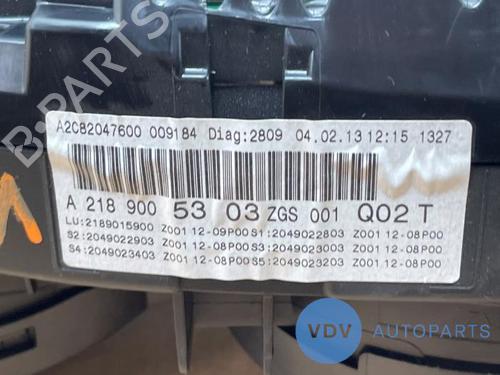 A2C82047600 009184 Diag:2809 04.02.13 12:15 1327
A 218 900 53 03 ZGS 001 Q02 T
LU:2189015900 Z001 12-09P00 S1:2049022803 Z001 12-08P00
S2:2049022903 Z001 12-08P00 S3:2049023003 Z001 12-08P00
S4:2049023403 Z001 12-08P00 S5:2049023203 Z001 12-08P00
VDV AUTOPARTS